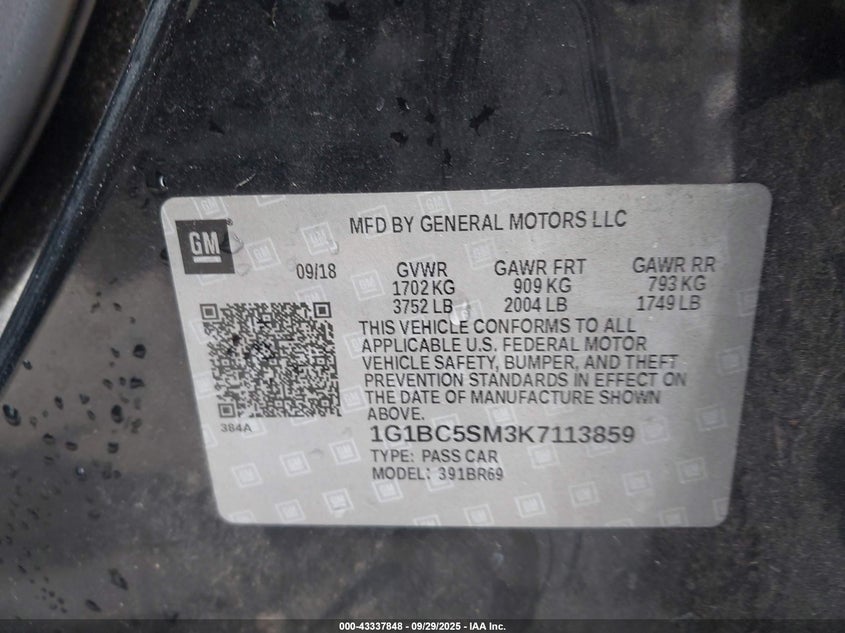 GM
MFD BY GENERAL MOTORS LLC
09/18
GVWR GAWR FRT GAWR RR
1702 KG 909 KG 793 KG
3752 LB 2004 LB 1749 LB
THIS VEHICLE CONFORMS TO ALL
APPLICABLE U.S. FEDERAL MOTOR
VEHICLE SAFETY, BUMPER, AND THEFT
PREVENTION STANDARDS IN EFFECT ON
THE DATE OF MANUFACTURE SHOWN
ABOVE.
384A
1G1BC5SM3K7113859
TYPE: PASS CAR
MODEL: 391BR69
000-43337848 - 09/29/2025 - IAA Inc.